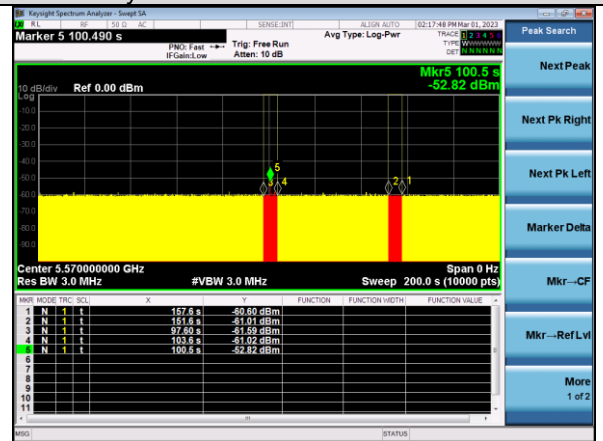 Keysight Spectrum Analyzer - Swept SA
RL RF 50 Ω AC SENSE:INT ALIGN AUTO 02:17:48 PM Mar 01, 2023
Marker 5 100.490 s
PNO: Fast Trig: Free Run Avg Type: Log-Pwr TRACE 1 2 3 4 5 6
IFGain:Low Atten: 10 dB TYPE
DET N N N N N N
Peak Search
Mkr5 100.5 s
-52.82 dBm
10 dB/div Ref 0.00 dBm
Log
-10.0
-20.0
-60.0
-70.0
-80.0
-90.0
5
3 4 2 1
Center 5.570000000 GHz Span 0 Hz
Res BW 3.0 MHz #VBW 3.0 MHz Sweep 200.0 s (10000 pts)
MKR MODE TRC SCL X Y FUNCTION FUNCTION WIDTH FUNCTION VALUE
1 N 1 t 157.6 s -60.60 dBm
2 N 1 t 151.6 s -61.01 dBm
3 N 1 t 97.60 s -61.59 dBm
4 N 1 t 103.6 s -61.02 dBm
5 N 1 t 100.5 s -52.82 dBm
6
7
8
9
10
11
MSG STATUS
Next Peak
Next Pk Right
Next Pk Left
Marker Delta
Mkr→CF
Mkr→Ref Lvl
More
1 of 2